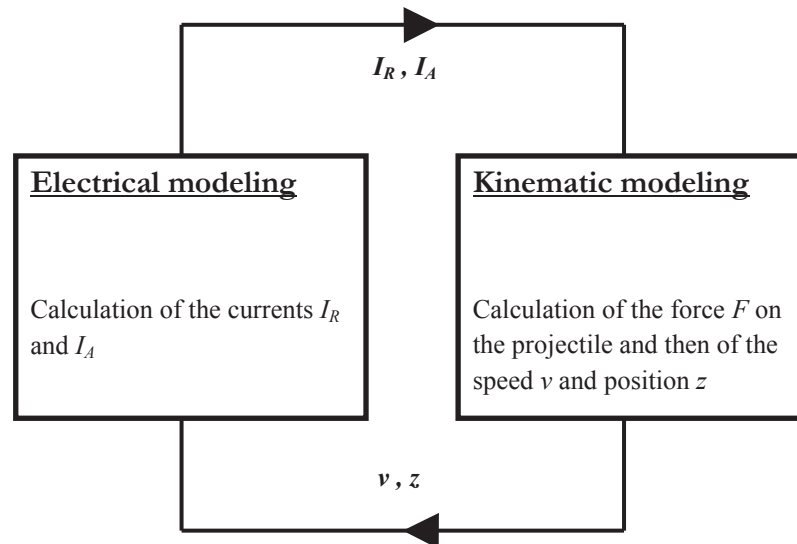 I_R , I_A
Electrical modeling
Calculation of the currents I_R
and I_A
Kinematic modeling
Calculation of the force F on
the projectile and then of the
speed v and position z
v , z